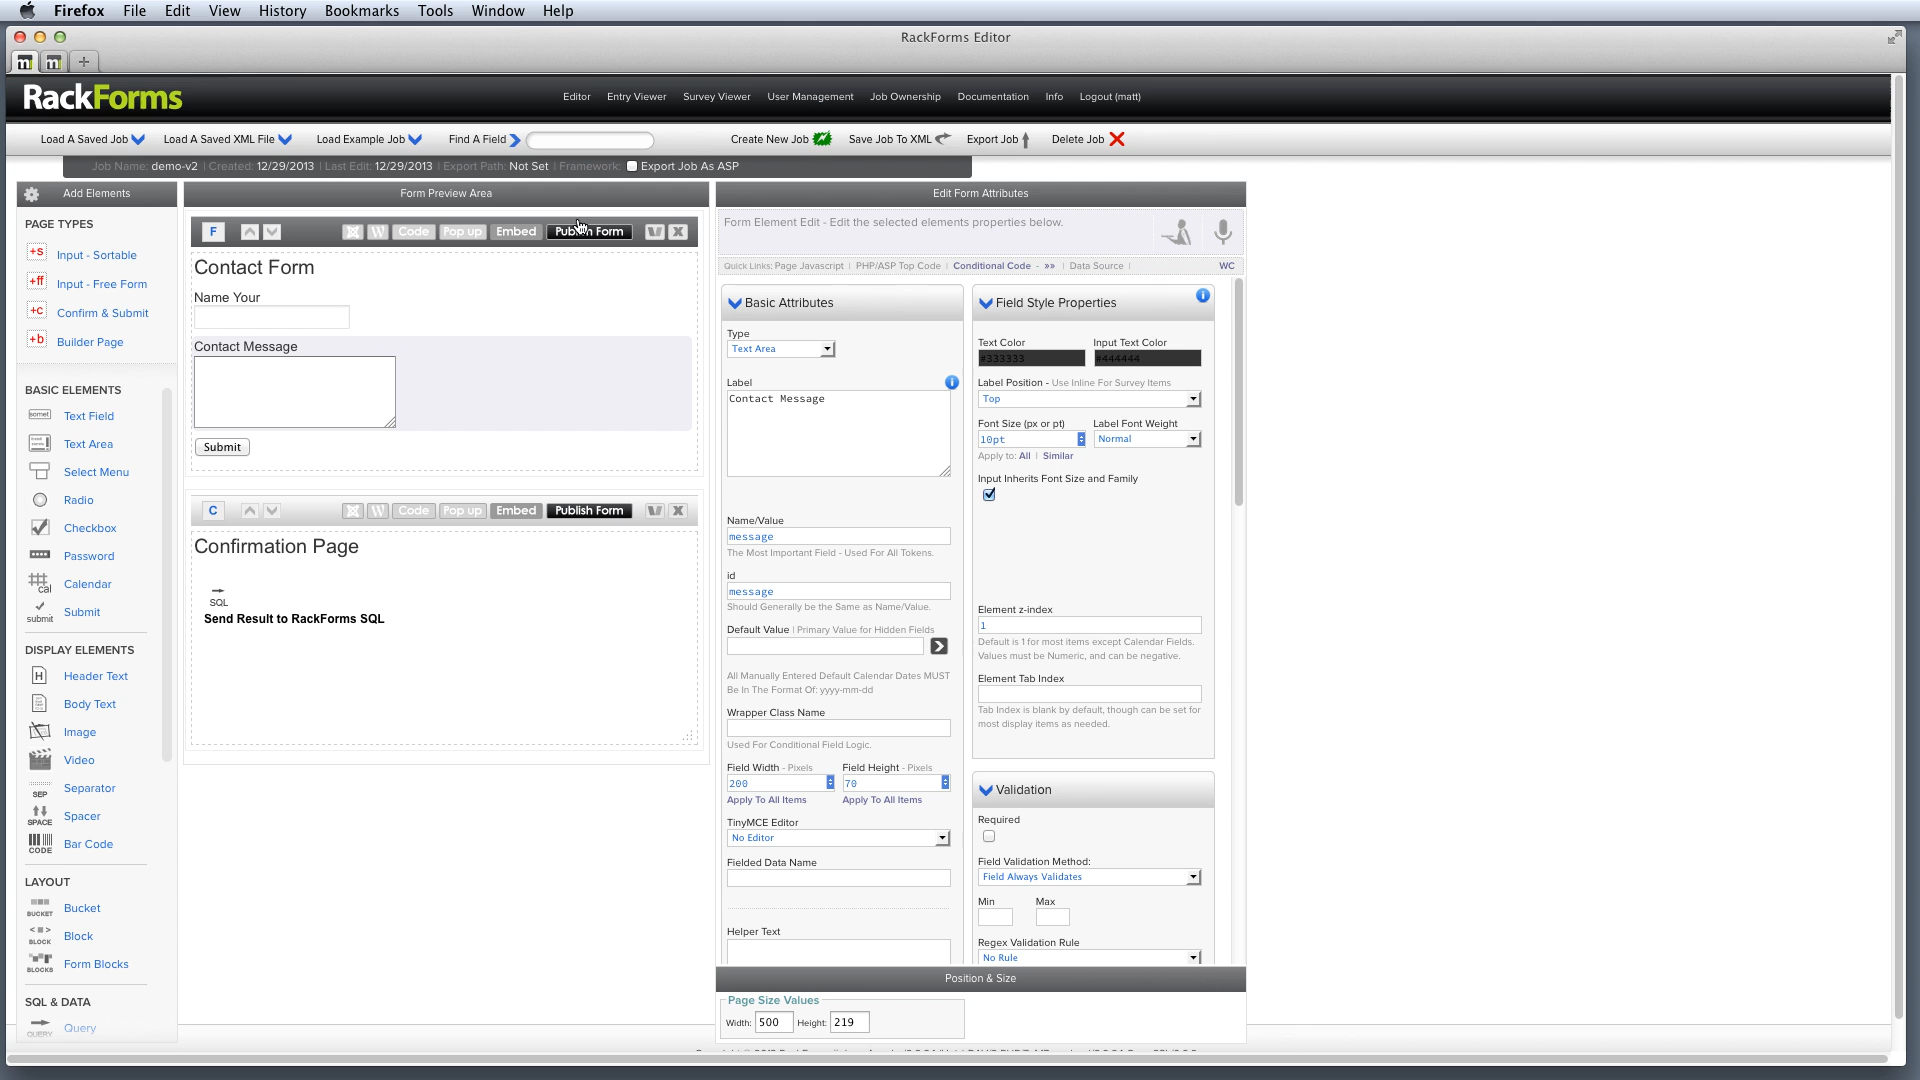 Firefox File Edit View History Bookmarks Tools Window Help
RackForms Editor
RackForms
Editor Entry Viewer Survey Viewer User Management Job Ownership Documentation Info Logout (matt)
Load A Saved Job Load A Saved XML File Load Example Job Find A Field Create New Job Save Job To XML Export Job Delete Job
Job Name: demo-v2 | Created: 12/29/2013 | Last Edit: 12/29/2013 | Export Path: Not Set | Framework: Export Job As ASP
Add Elements
PAGE TYPES
+s Input - Sortable
+ff Input - Free Form
+c Confirm & Submit
+b Builder Page
BASIC ELEMENTS
Text Field
Text Area
Select Menu
Radio
Checkbox
Password
cal Calendar
submit Submit
DISPLAY ELEMENTS
H Header Text
Body Text
Image
Video
SEP Separator
SPACE Spacer
CODE Bar Code
LAYOUT
BUCKET Bucket
BLOCK Block
BLOCKS Form Blocks
SQL & DATA
QUERY Query
Form Preview Area
F W Code Pop up Embed Publish Form X
Contact Form
Name Your
Contact Message
Submit
C W Code Pop up Embed Publish Form X
Confirmation Page
SQL
Send Result to RackForms SQL
Edit Form Attributes
Form Element Edit - Edit the selected elements properties below.
Quick Links: Page Javascript | PHP/ASP Top Code | Conditional Code - »» | Data Source | WC
Basic Attributes
Type
Text Area
Label
Contact Message
Name/Value
message
The Most Important Field - Used For All Tokens.
id
message
Should Generally be the Same as Name/Value.
Default Value | Primary Value for Hidden Fields
All Manually Entered Default Calendar Dates MUST
Be In The Format Of: yyyy-mm-dd
Wrapper Class Name
Used For Conditional Field Logic.
Field Width - Pixels Field Height - Pixels
200 70
Apply To All Items Apply To All Items
TinyMCE Editor
No Editor
Fielded Data Name
Helper Text
Field Style Properties
Text Color Input Text Color
#333333 #444444
Label Position - Use Inline For Survey Items
Top
Font Size (px or pt) Label Font Weight
10pt Normal
Apply to: All | Similar
Input Inherits Font Size and Family
Element z-index
1
Default is 1 for most items except Calendar Fields.
Values must be Numeric, and can be negative.
Element Tab Index
Tab Index is blank by default, though can be set for
most display items as needed.
Validation
Required
Field Validation Method:
Field Always Validates
Min Max
Regex Validation Rule
No Rule
Position & Size
Page Size Values
Width: 500 Height: 219